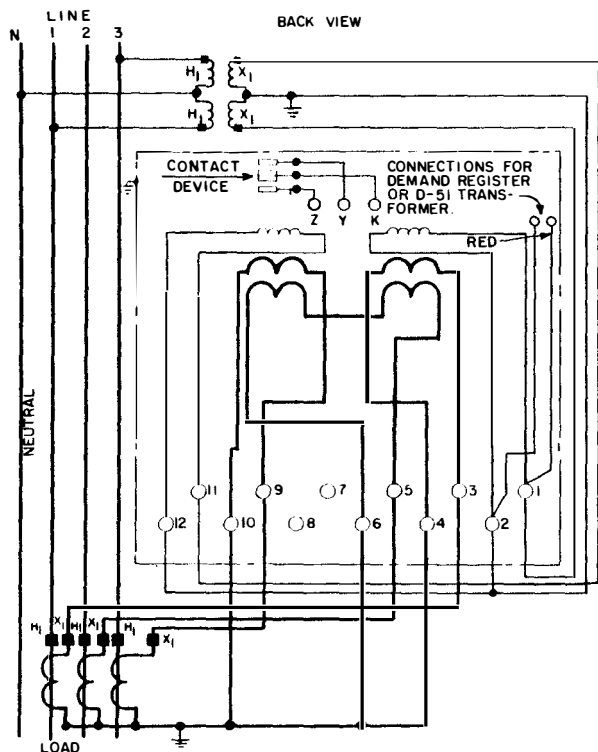 BACK VIEW
LINE
N 1 2 3
H1 X1
H1 X1
CONTACT
DEVICE
CONNECTIONS FOR
DEMAND REGISTER
OR D-51 TRANS-
FORMER.
Z Y K
RED
NEUTRAL
11 9 7 5 3 1
12 10 8 6 4 2
H1 X1 H1 X1 H1 X1
LOAD